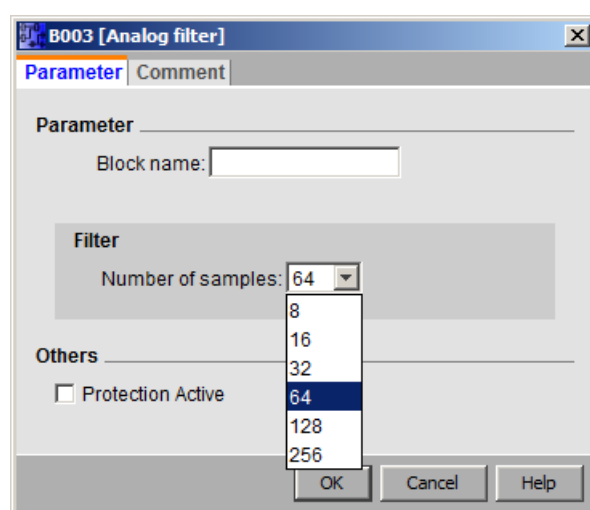 B003 [Analog filter]
Parameter Comment
Parameter
Block name:
Filter
Number of samples: 64
8
16
32
64
128
256
Others
Protection Active
OK Cancel Help